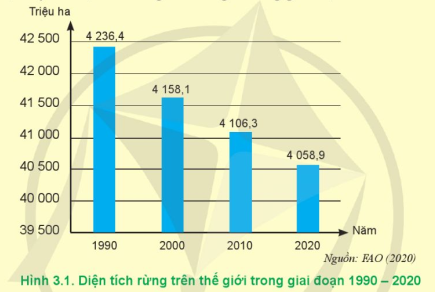 Triệu ha
4 236,4
42 500
42 000
4 158,1
41 500
4 106,3
41 000
4 058,9
40 500
40 000
39 500
Năm
1990 2000 2010 2020
Nguồn: FAO (2020)
Hình 3.1. Diện tích rừng trên thế giới trong giai đoạn 1990 – 2020